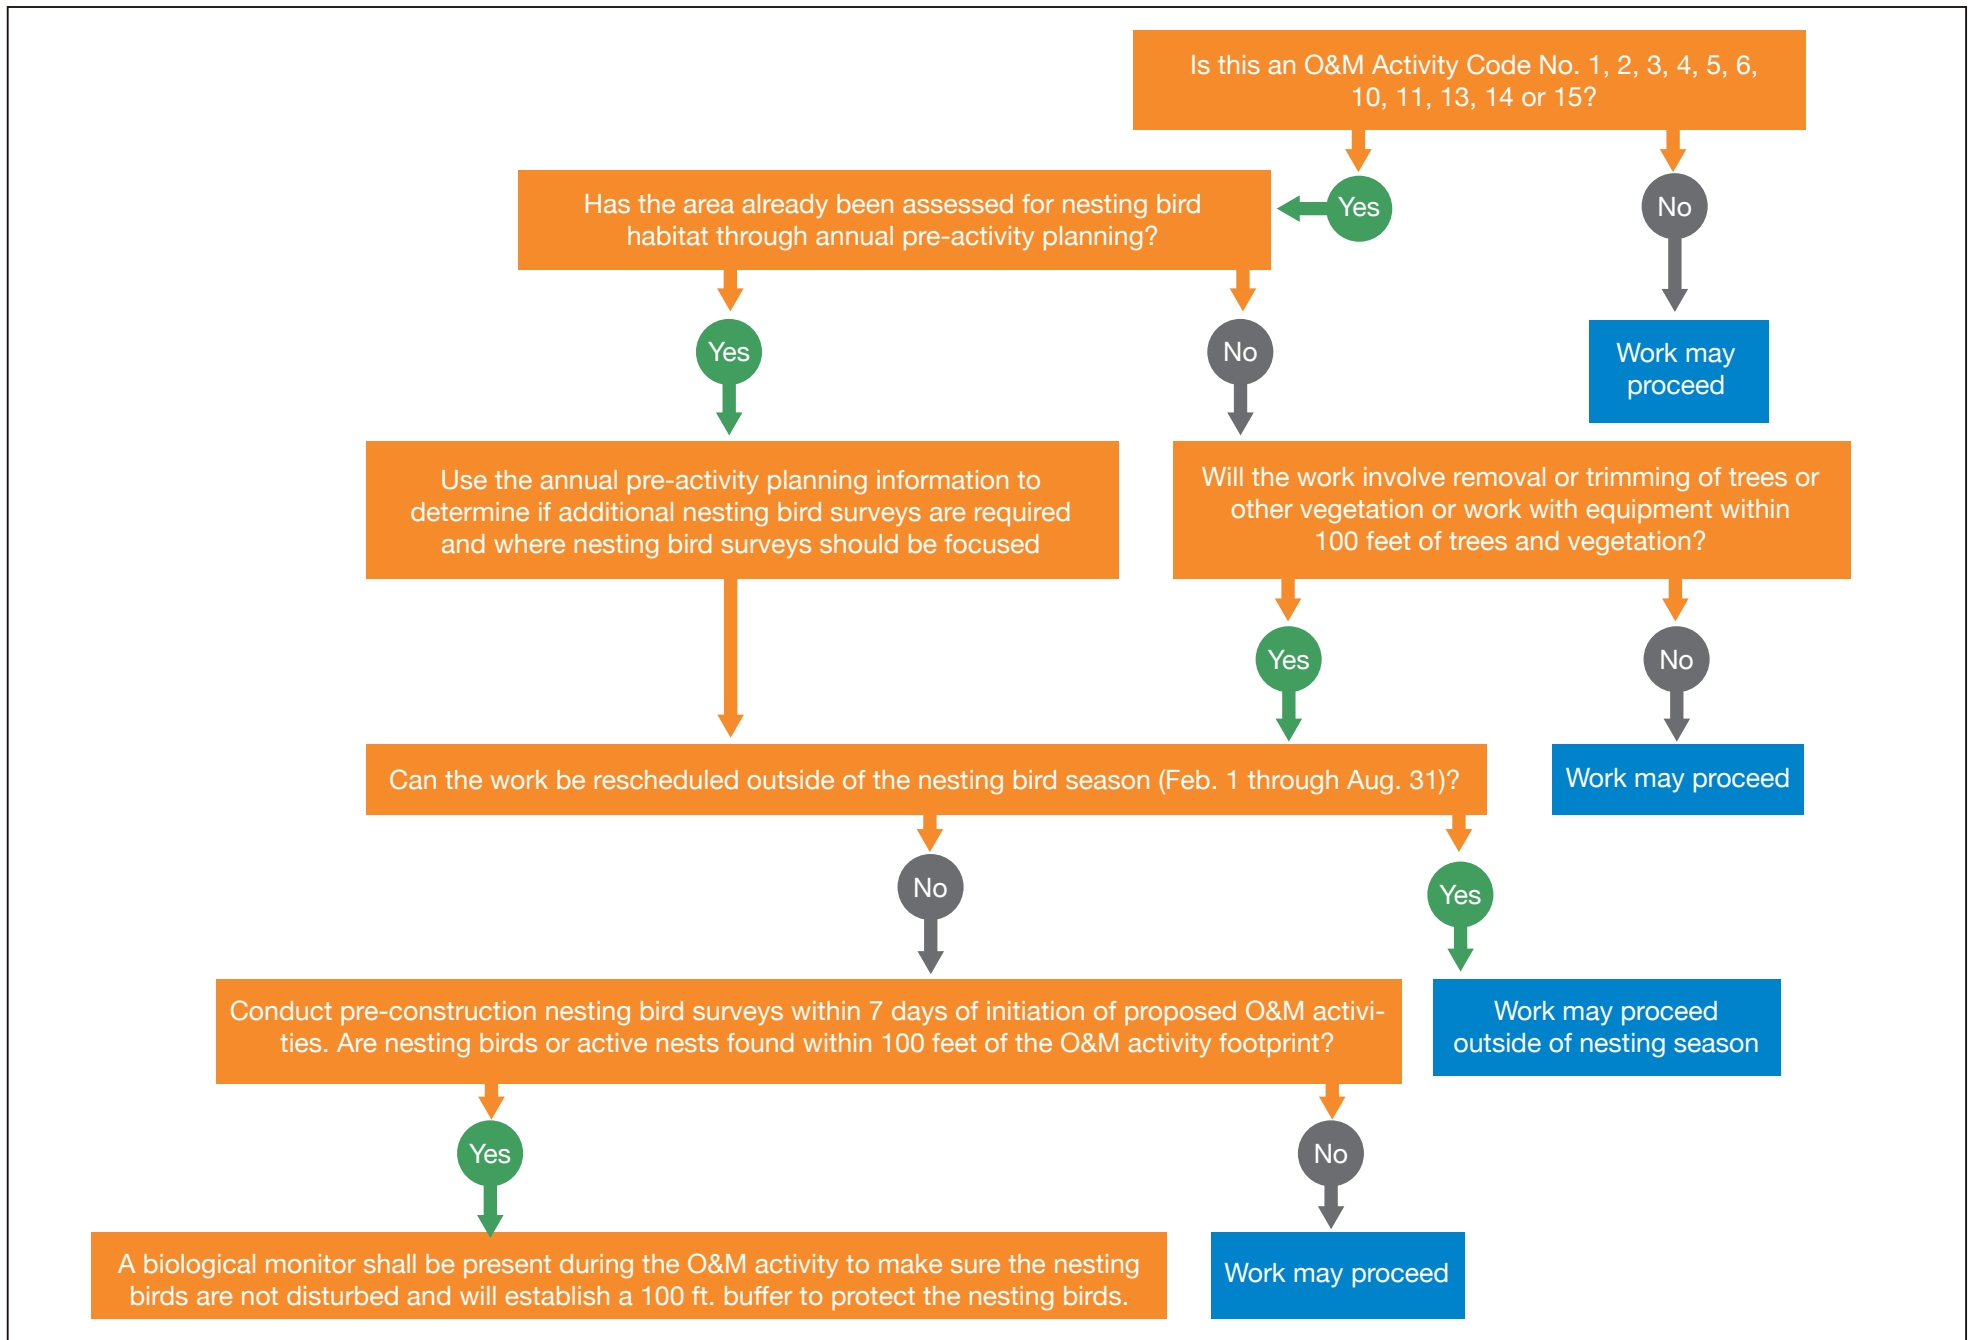 Is this an O&M Activity Code No. 1, 2, 3, 4, 5, 6,
10, 11, 13, 14 or 15?
Yes
No
Has the area already been assessed for nesting bird
habitat through annual pre-activity planning?
Yes
No
Work may
proceed
Use the annual pre-activity planning information to
determine if additional nesting bird surveys are required
and where nesting bird surveys should be focused
Will the work involve removal or trimming of trees or
other vegetation or work with equipment within
100 feet of trees and vegetation?
Yes
No
Can the work be rescheduled outside of the nesting bird season (Feb. 1 through Aug. 31)?
Work may proceed
No
Yes
Conduct pre-construction nesting bird surveys within 7 days of initiation of proposed O&M activi-
ties. Are nesting birds or active nests found within 100 feet of the O&M activity footprint?
Work may proceed
outside of nesting season
Yes
No
A biological monitor shall be present during the O&M activity to make sure the nesting
birds are not disturbed and will establish a 100 ft. buffer to protect the nesting birds.
Work may proceed